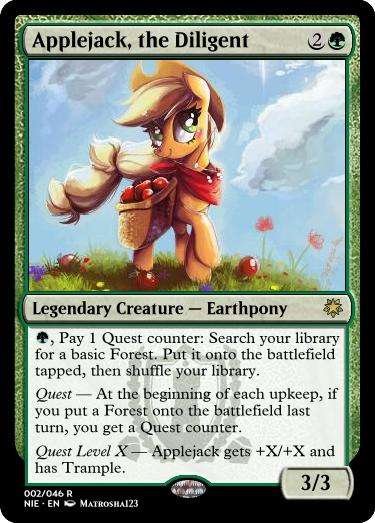 Applejack, the Diligent 2
Legendary Creature — Earthpony
, Pay 1 Quest counter: Search your library
for a basic Forest. Put it onto the battlefield
tapped, then shuffle your library.
Quest — At the beginning of each upkeep, if
you put a Forest onto the battlefield last
turn, you get a Quest counter.
Quest Level X — Applejack gets +X/+X and
has Trample.
3/3
002/046 R
NIE · EN Matrosha123